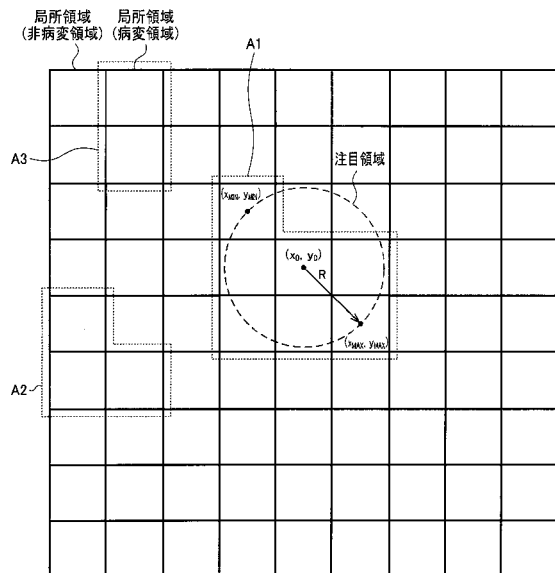 局所領域
(非病変領域)
局所領域
(病変領域)
A1
A3
注目領域
(xMIN, yMIN)
(x0, y0)
R
(xMAX, yMAX)
A2